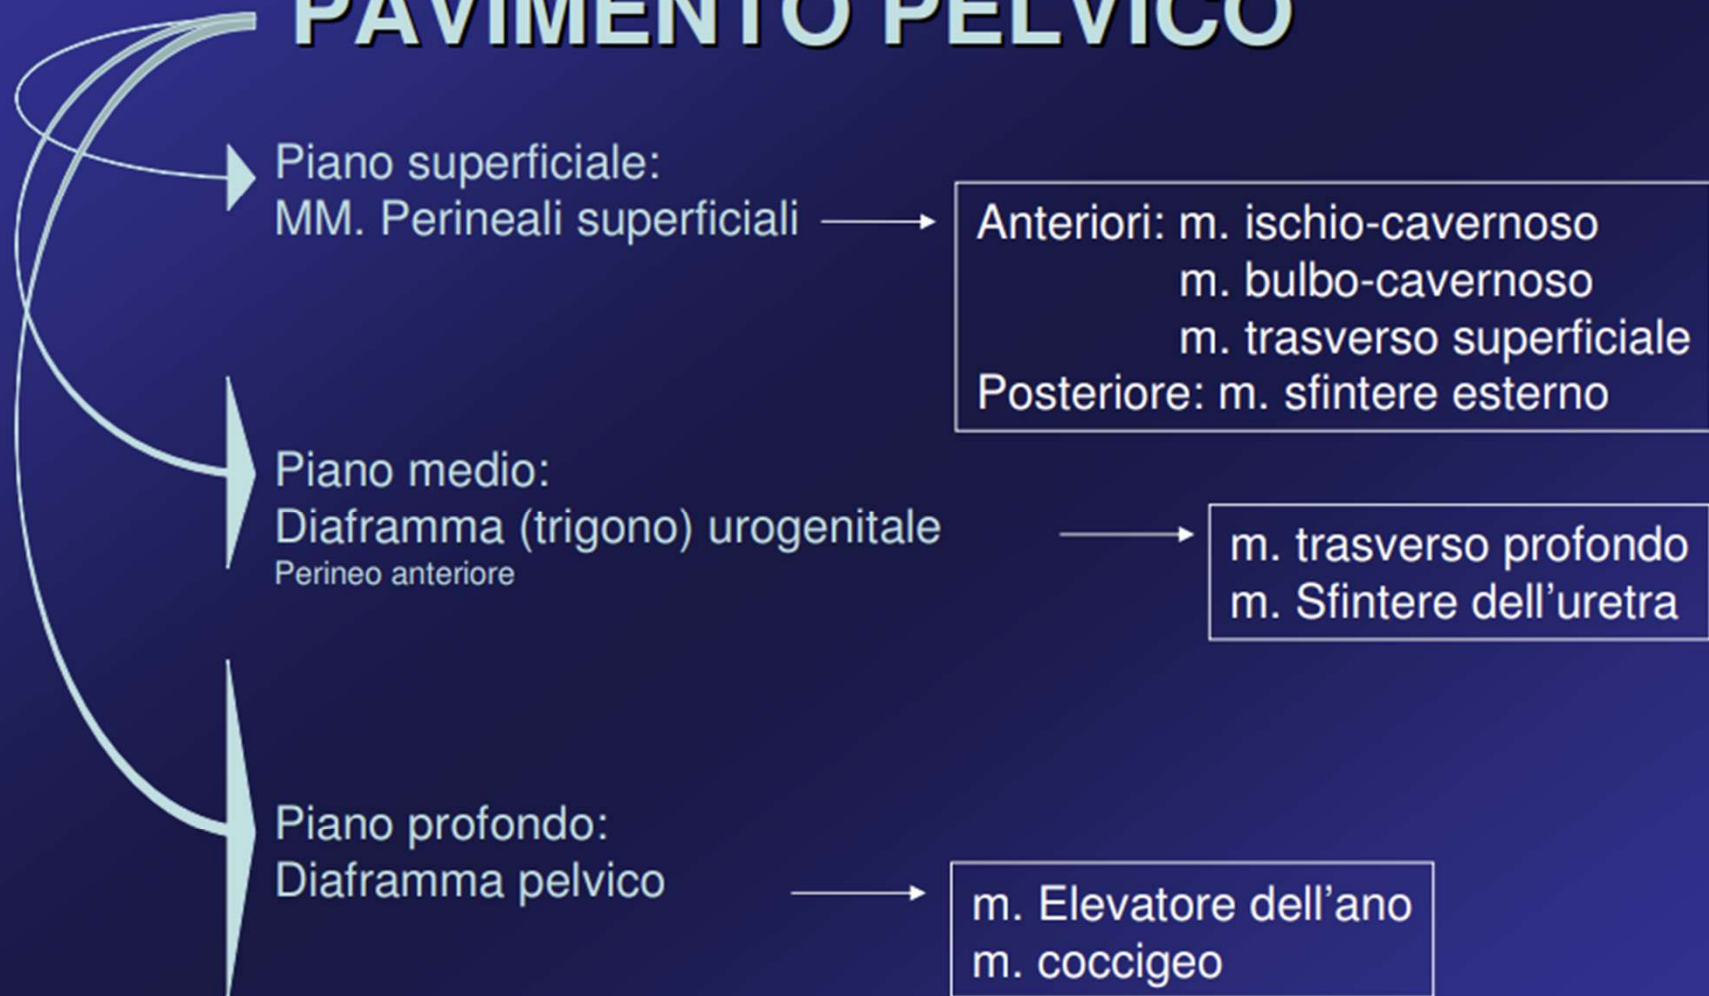 PAVIMENTO PELVICO
Piano superficiale:
MM. Perineali superficiali
Anteriori: m. ischio-cavernoso
m. bulbo-cavernoso
m. trasverso superficiale
Posteriore: m. sfintere esterno
Piano medio:
Diaframma (trigono) urogenitale
Perineo anteriore
m. trasverso profondo
m. Sfintere dell’uretra
Piano profondo:
Diaframma pelvico
m. Elevatore dell’ano
m. coccigeo